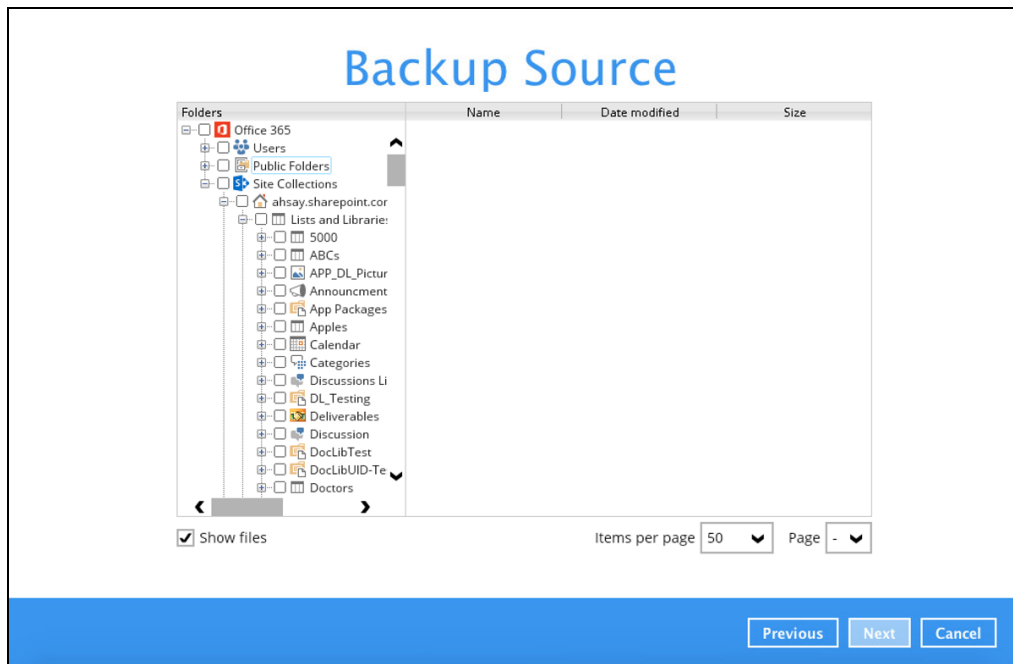 Backup Source
Folders Name Date modified Size
Office 365
Users
Public Folders
Site Collections
ahsay.sharepoint.cor
Lists and Libraries
5000
ABCs
APP_DL_Pictur
Announcment
App Packages
Apples
Calendar
Categories
Discussions Li
DL_Testing
Deliverables
Discussion
DocLibTest
DocLibUID-Te
Doctors
Show files Items per page 50 Page -
Previous Next Cancel